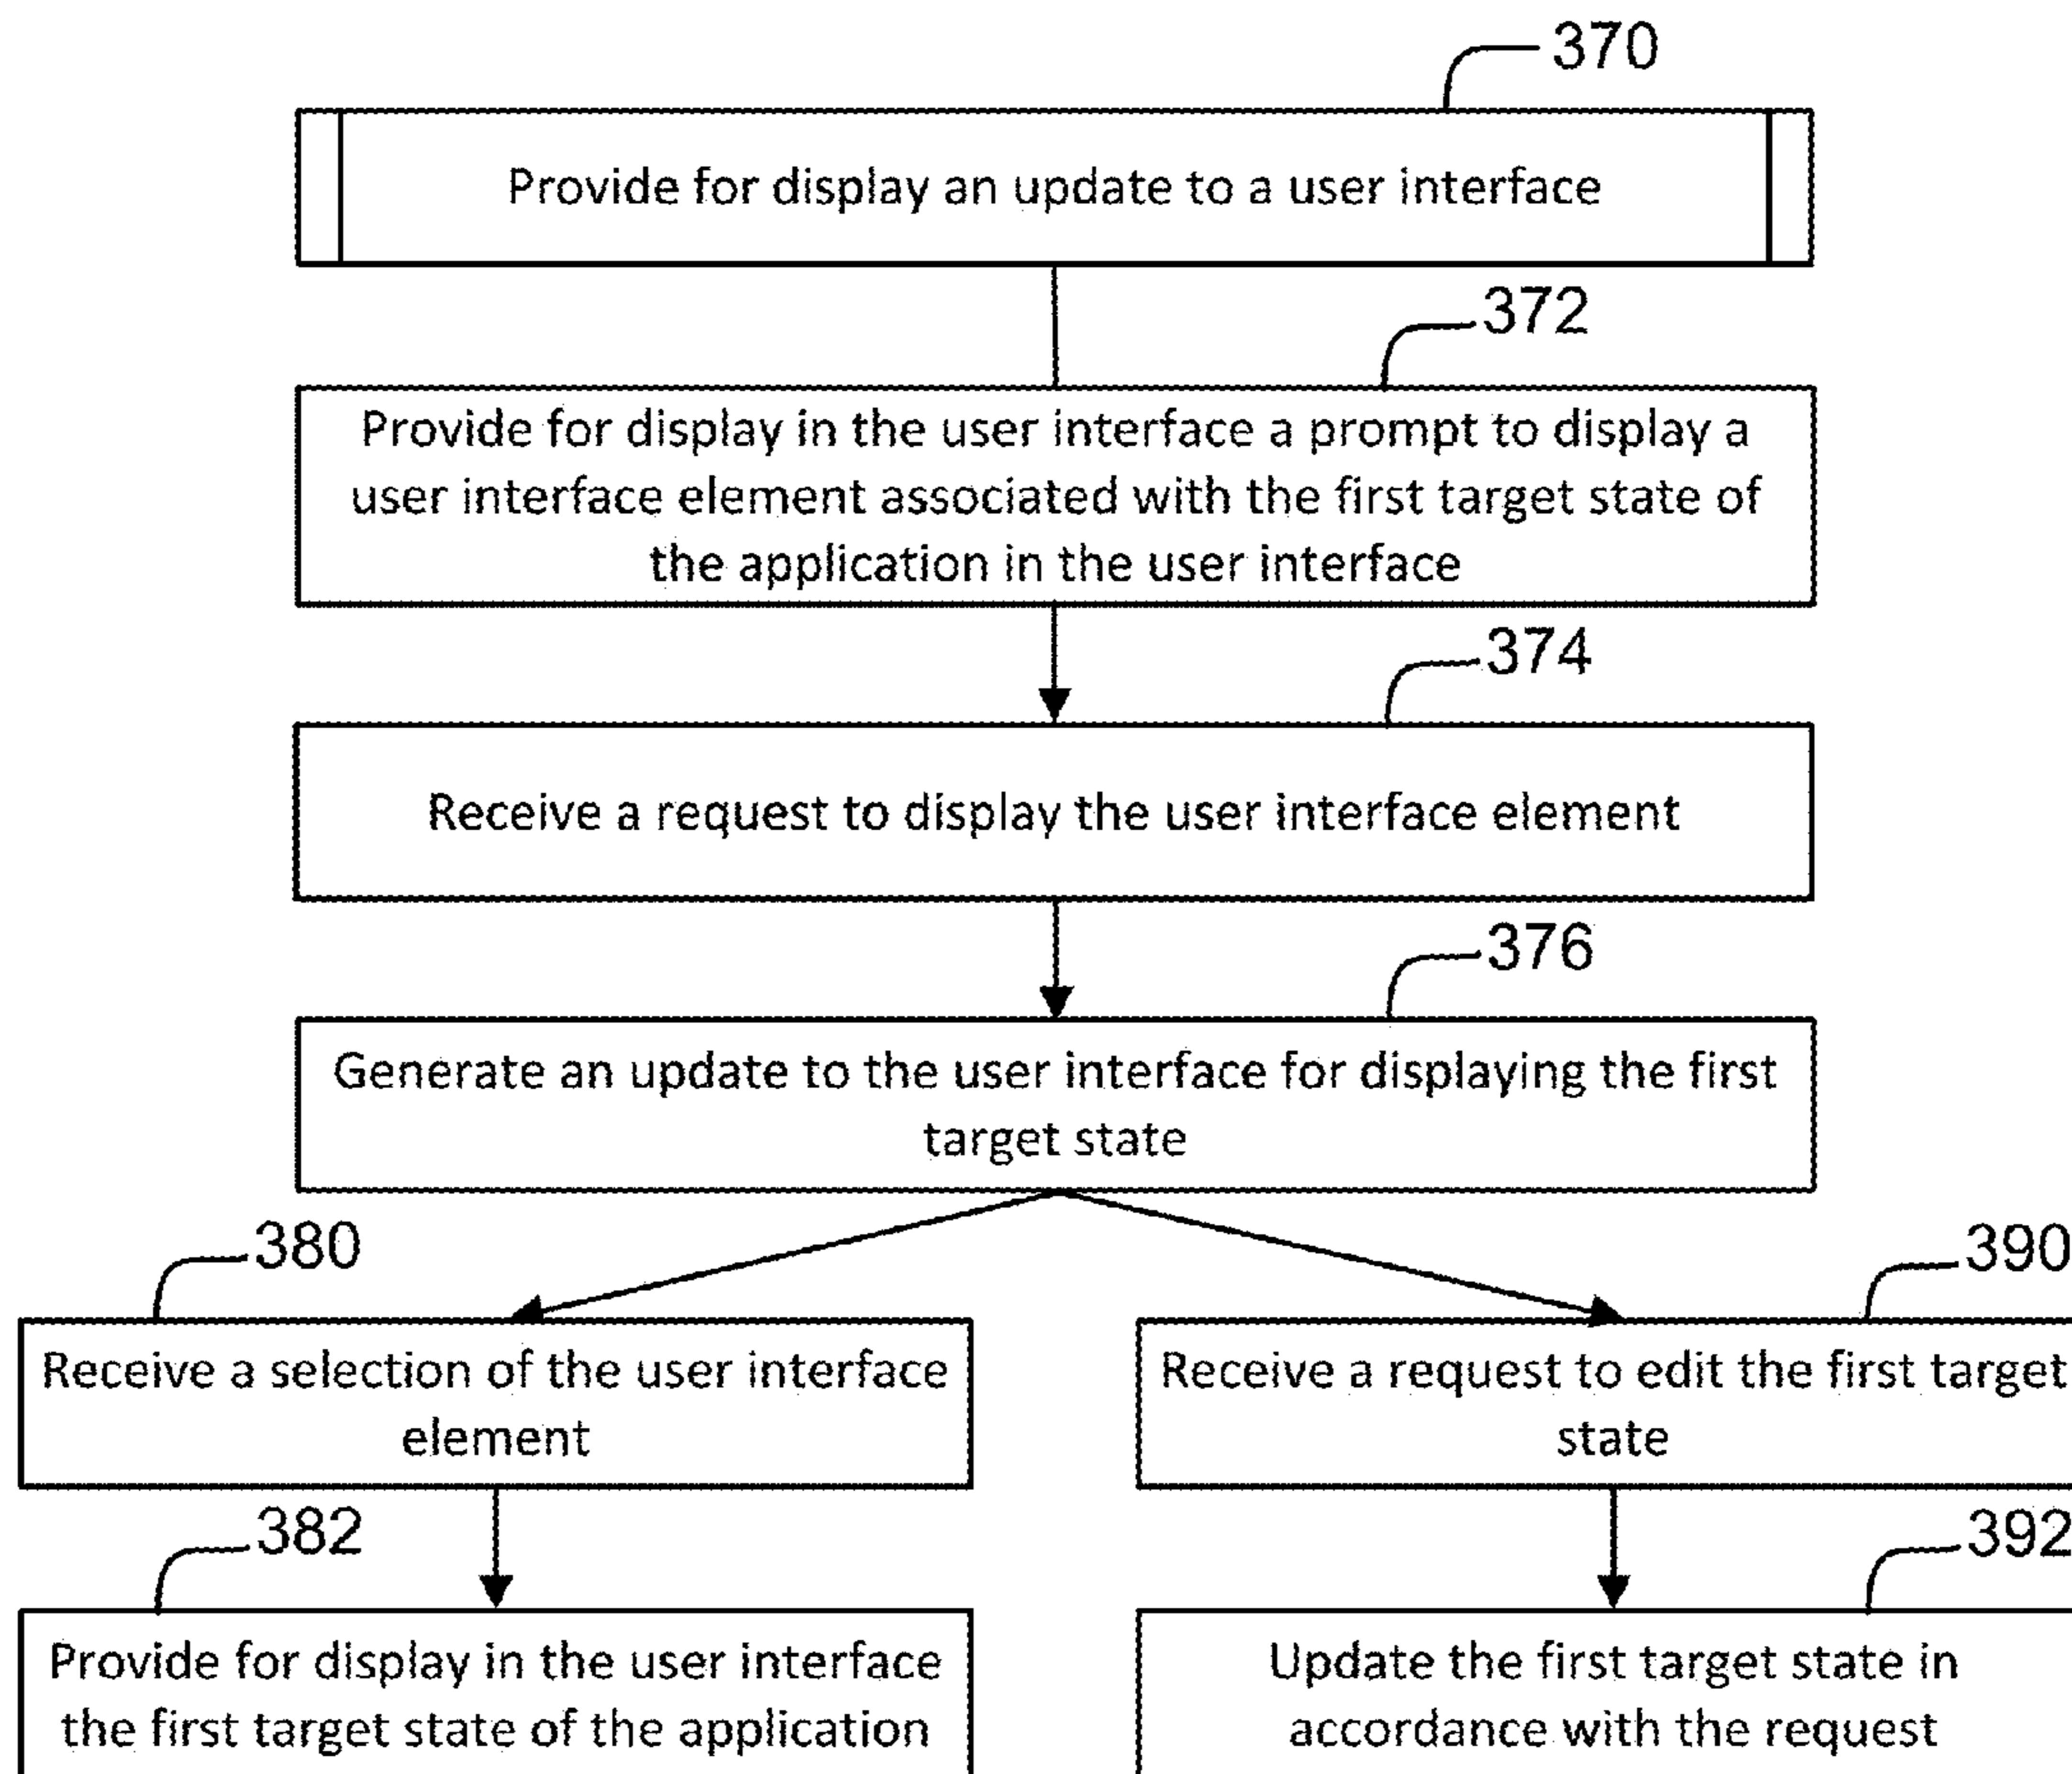 370
Provide for display an update to a user interface
372
Provide for display in the user interface a prompt to display a
user interface element associated with the first target state of
the application in the user interface
374
Receive a request to display the user interface element
376
Generate an update to the user interface for displaying the first
target state
380
Receive a selection of the user interface
element
390
Receive a request to edit the first target
state
382
Provide for display in the user interface
the first target state of the application
392
Update the first target state in
accordance with the request